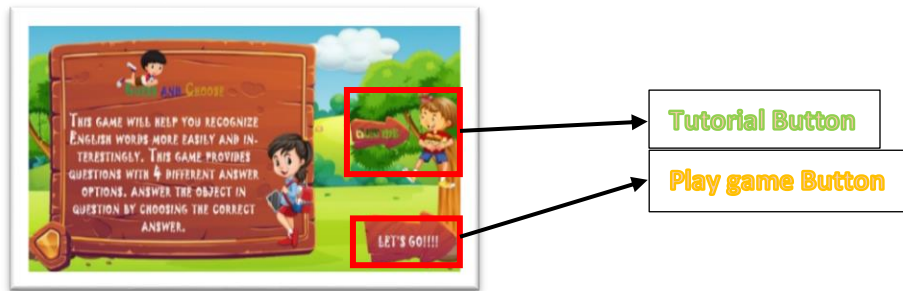 AND CHOOSE
THIS GAME WILL HELP YOU RECOGNIZE
ENGLISH WORDS MORE EASILY AND IN-
TERESTINGLY. THIS GAME PROVIDES
QUESTIONS WITH 4 DIFFERENT ANSWER
OPTIONS. ANSWER THE OBJECT IN
QUESTION BY CHOOSING THE CORRECT
ANSWER.
LET'S GO!!!!
Tutorial Button
Play game Button